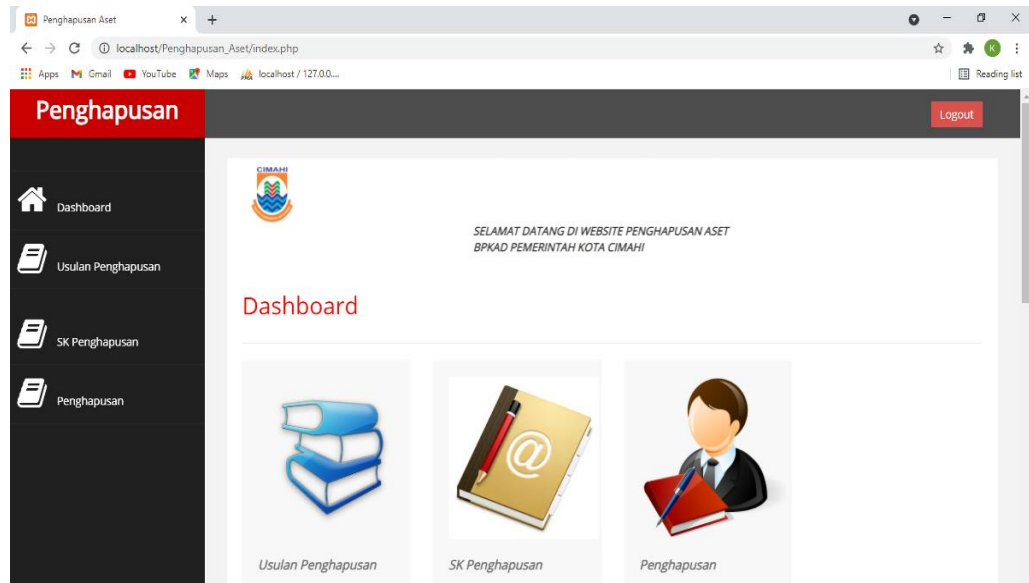 Penghapusan Aset
localhost/Penghapusan_Aset/index.php
K
Apps
Gmail
YouTube
Maps
localhost / 127.0.0....
Reading list
Penghapusan
Logout
Dashboard
Usulan Penghapusan
SK Penghapusan
Penghapusan
CIMAHI
SELAMAT DATANG DI WEBSITE PENGHAPUSAN ASET
BPKAD PEMERINTAH KOTA CIMAHI
Dashboard
@
Usulan Penghapusan
SK Penghapusan
Penghapusan